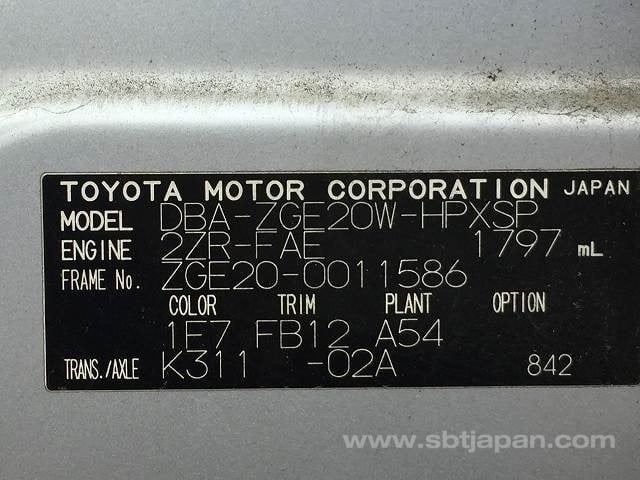 TOYOTA MOTOR CORPORATION JAPAN
MODEL DBA-ZGE20W-HPXSP
ENGINE 2ZR-FAE 1797 mL
FRAME No. ZGE20-0011586
COLOR TRIM PLANT OPTION
1E7 FB12 A54
TRANS./AXLE K311 -02A 842
www.sbtjapan.com